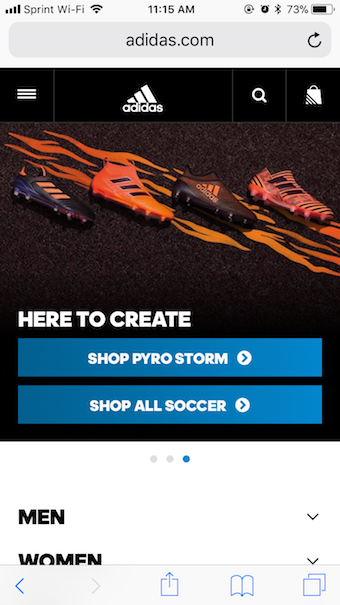 Sprint Wi-Fi 11:15 AM 73%
adidas.com
adidas
adidas
HERE TO CREATE
SHOP PYRO STORM
SHOP ALL SOCCER
MEN
WOMEN